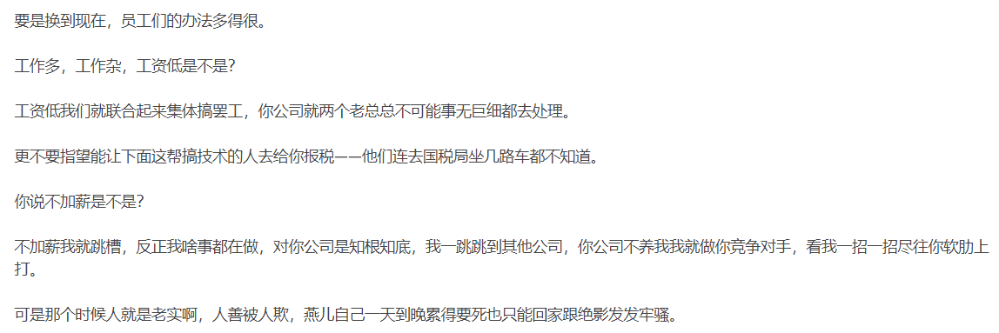 要是换到现在，员工们的办法多得很。
工作多，工作杂，工资低是不是？
工资低我们就联合起来集体搞罢工，你公司就两个老总总不可能事无巨细都去处理。
更不要指望能让下面这帮搞技术的人去给你报税——他们连去国税局坐几路车都不知道。
你说不加薪是不是？
不加薪我就跳槽，反正我啥事都在做，对你公司是知根知底，我一跳跳到其他公司，你公司不养我我就做你竞争对手，看我一招一招尽往你软肋上
打。
可是那个时候人就是老实啊，人善被人欺，燕儿自己一天到晚累得要死也只能回家跟绝影发发牢骚。